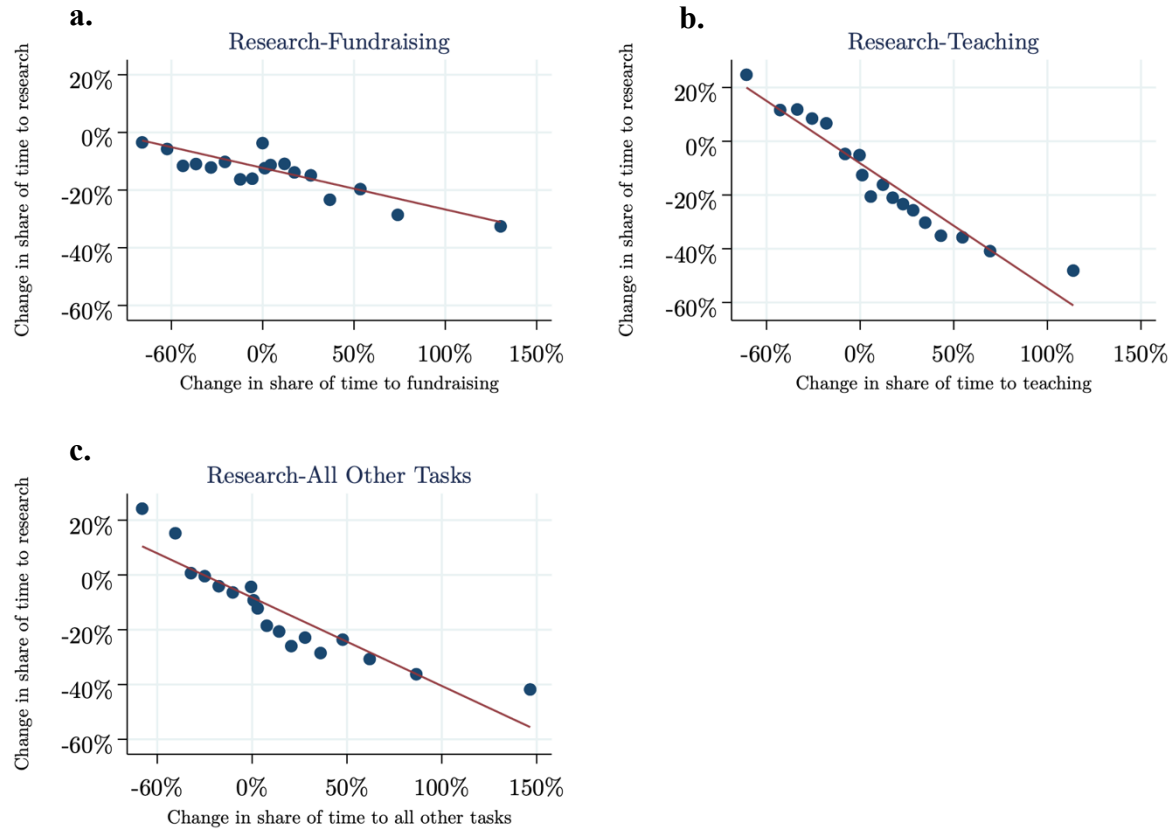 a.
Research-Fundraising
Change in share of time to research
20%
0%
-20%
-40%
-60%
-60%
0%
50%
100%
150%
Change in share of time to fundraising
b.
Research-Teaching
Change in share of time to research
20%
0%
-20%
-40%
-60%
-60%
0%
50%
100%
150%
Change in share of time to teaching
c.
Research-All Other Tasks
Change in share of time to research
20%
0%
-20%
-40%
-60%
-60%
0%
50%
100%
150%
Change in share of time to all other tasks